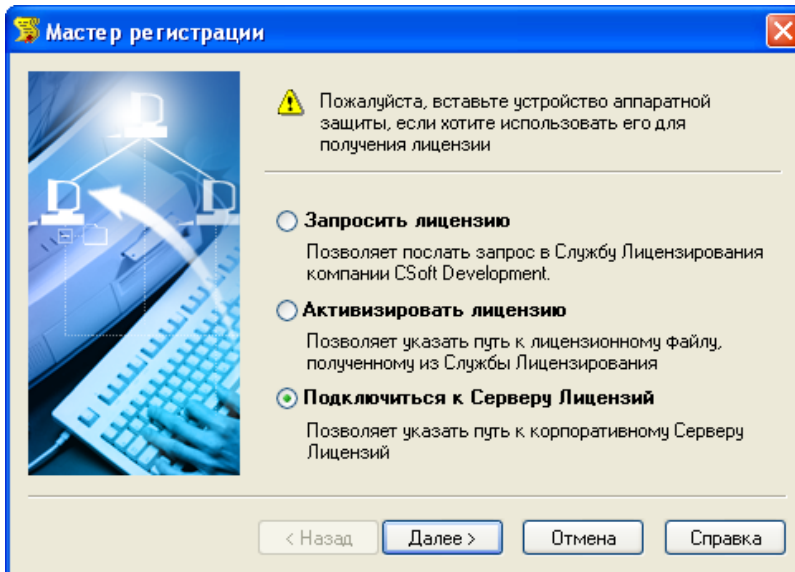 Мастер регистрации
Пожалуйста, вставьте устройство аппаратной
защиты, если хотите использовать его для
получения лицензии
Запросить лицензию
Позволяет послать запрос в Службу Лицензирования
компании CSoft Development.
Активизировать лицензию
Позволяет указать путь к лицензионному файлу,
полученному из Службы Лицензирования
Подключиться к Серверу Лицензий
Позволяет указать путь к корпоративному Серверу
Лицензий
< Назад
Далее >
Отмена
Справка